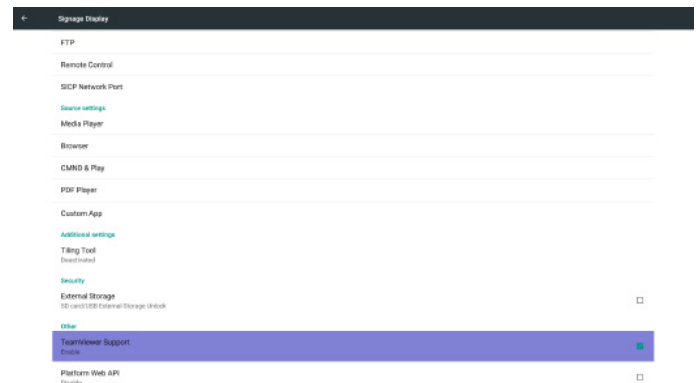 Signage Display
FTP
Remote Control
SICP Network Port
Source settings
Media Player
Browser
CMND & Play
PDF Player
Custom App
Additional settings
Tiling Tool
Deactivated
Security
External Storage
SD card/USB External Storage Unlock
Other
TeamViewer Support
Enable
Platform Web API
Disable